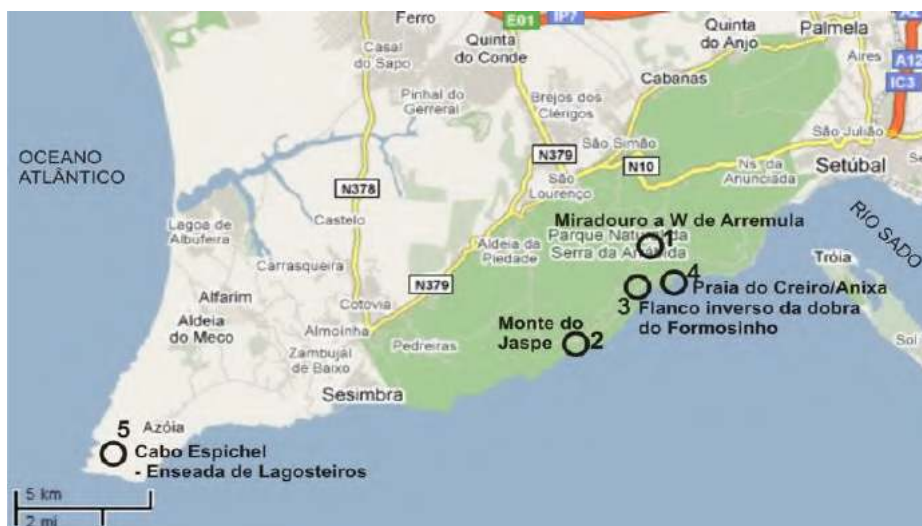 Ferro
E01
IP7
Quinta
do Anjo
Palmela
A2
Casal
do Sapo
Quinta
do Conde
Aires
A12
IC3
Cabanas
Pinhal do
Gerreral
Brejos dos
Clérigos
OCEANO
ATLÂNTICO
São Simão
São Julião
N379
N10
Setúbal
São
Lourenço
Ns. da
Anunciada
N378
Castelo
Lagoa de
Albufeira
Miradouro a W de Arremula
1
Parque Natural da
Serra da Arrábida
Aldeia da
Piedade
RIO SADO
Tróia
Carrasqueira
N379
4
Praia do Creiro/Anixa
3
Flanco inverso da dobra
do Formosinho
Alfarim
Cotovia
Aldeia
do Meco
Almoinha
Monte do
Jaspe
2
Pedreiras
Sol
Zambujal
de Baixo
Sesimbra
5
Azóia
Cabo Espichel
- Enseada de Lagosteiros
5 km
2 mi